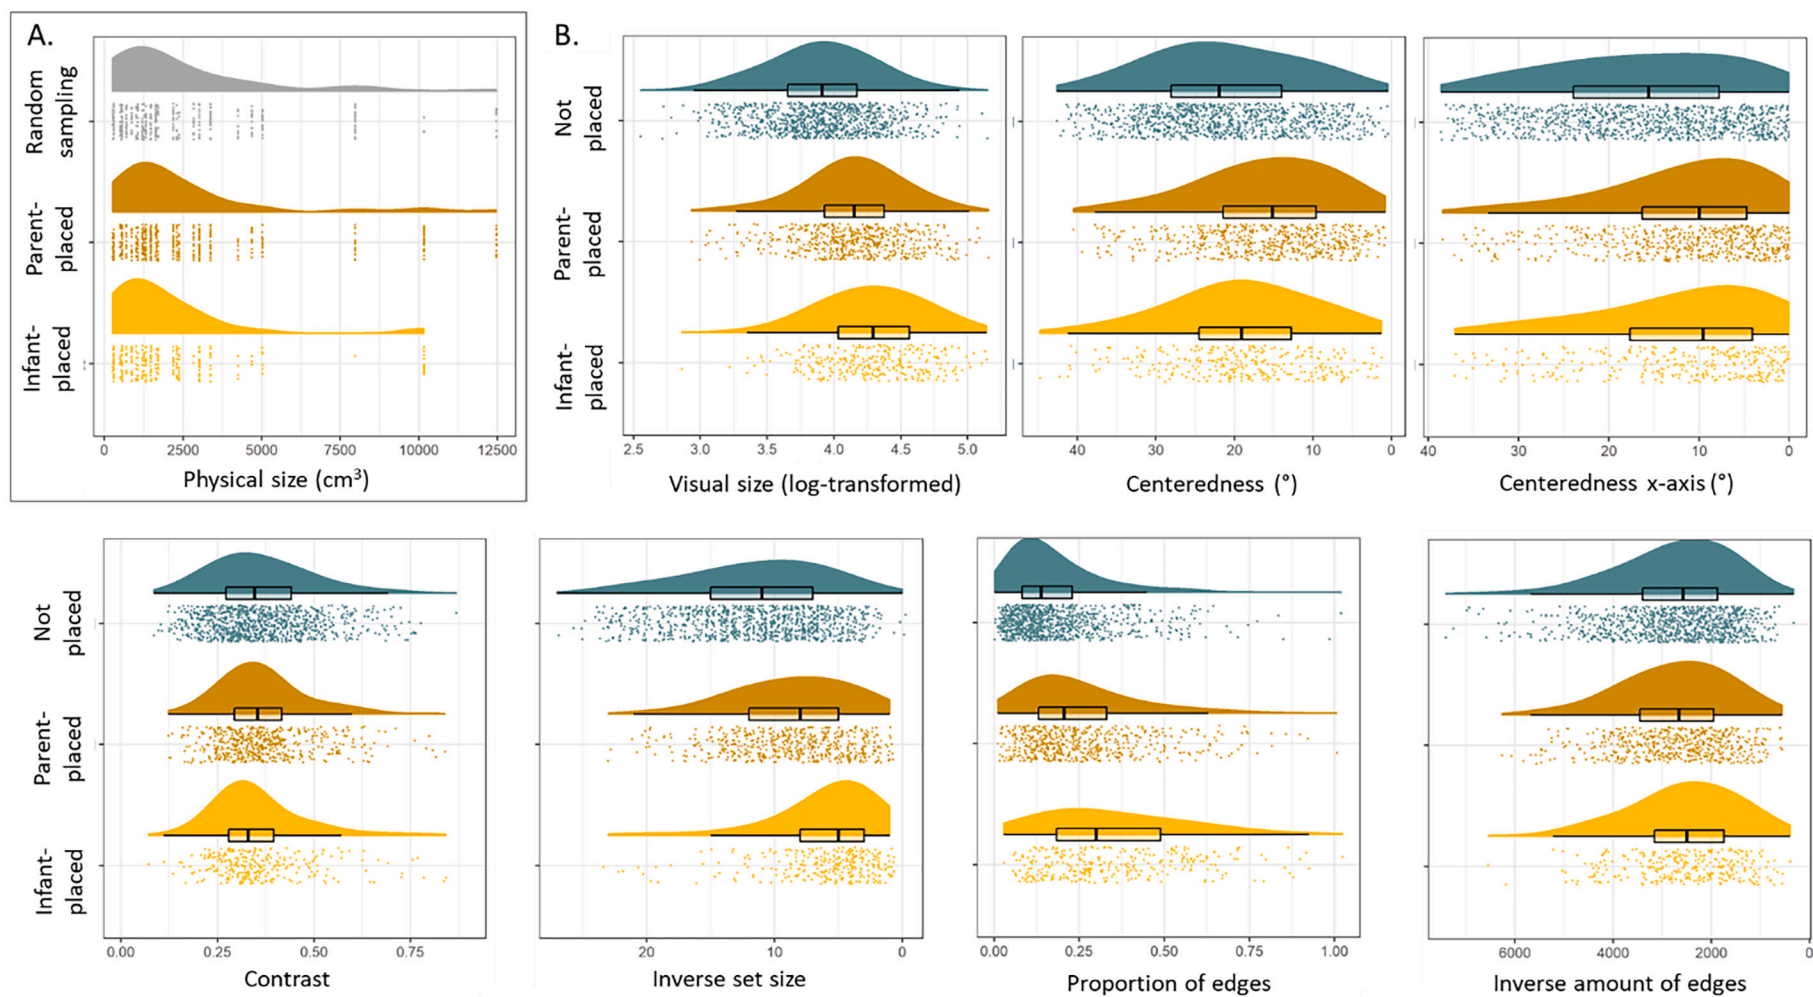 A.
Random
sampling
Parent-
placed
Infant-
placed
0 2500 5000 7500 10000 12500
Physical size (cm³)
B.
Not
placed
Parent-
placed
Infant-
placed
2.5 3.0 3.5 4.0 4.5 5.0
Visual size (log-transformed)
40 30 20 10 0
Centeredness (°)
40 30 20 10 0
Centeredness x-axis (°)
Not
placed
Parent-
placed
Infant-
placed
0.00 0.25 0.50 0.75
Contrast
20 10 0
Inverse set size
0.00 0.25 0.50 0.75 1.00
Proportion of edges
6000 4000 2000 0
Inverse amount of edges